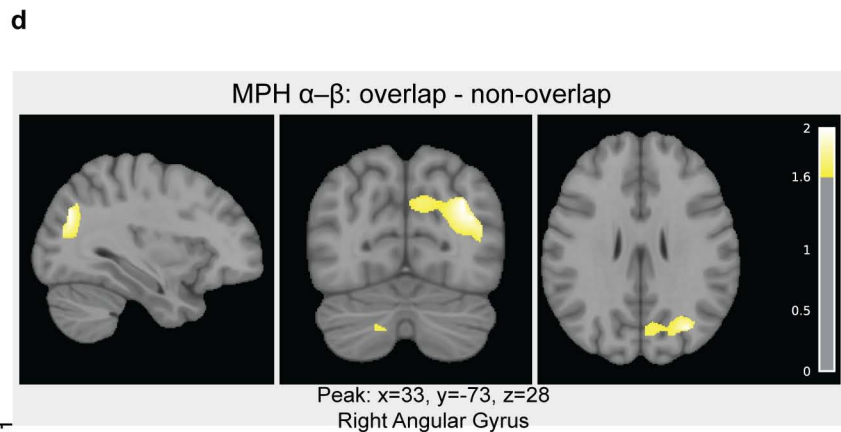 d
MPH α–β: overlap - non-overlap
2
1.6
1
0.5
0
Peak: x=33, y=-73, z=28
Right Angular Gyrus